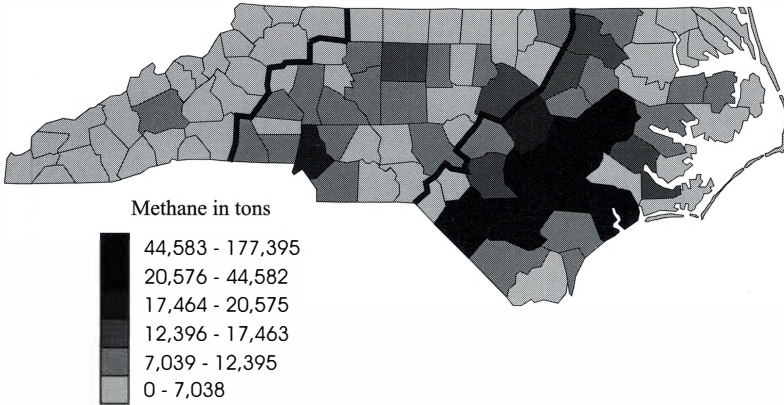 Methane in tons
44,583 - 177,395
20,576 - 44,582
17,464 - 20,575
12,396 - 17,463
7,039 - 12,395
0 - 7,038